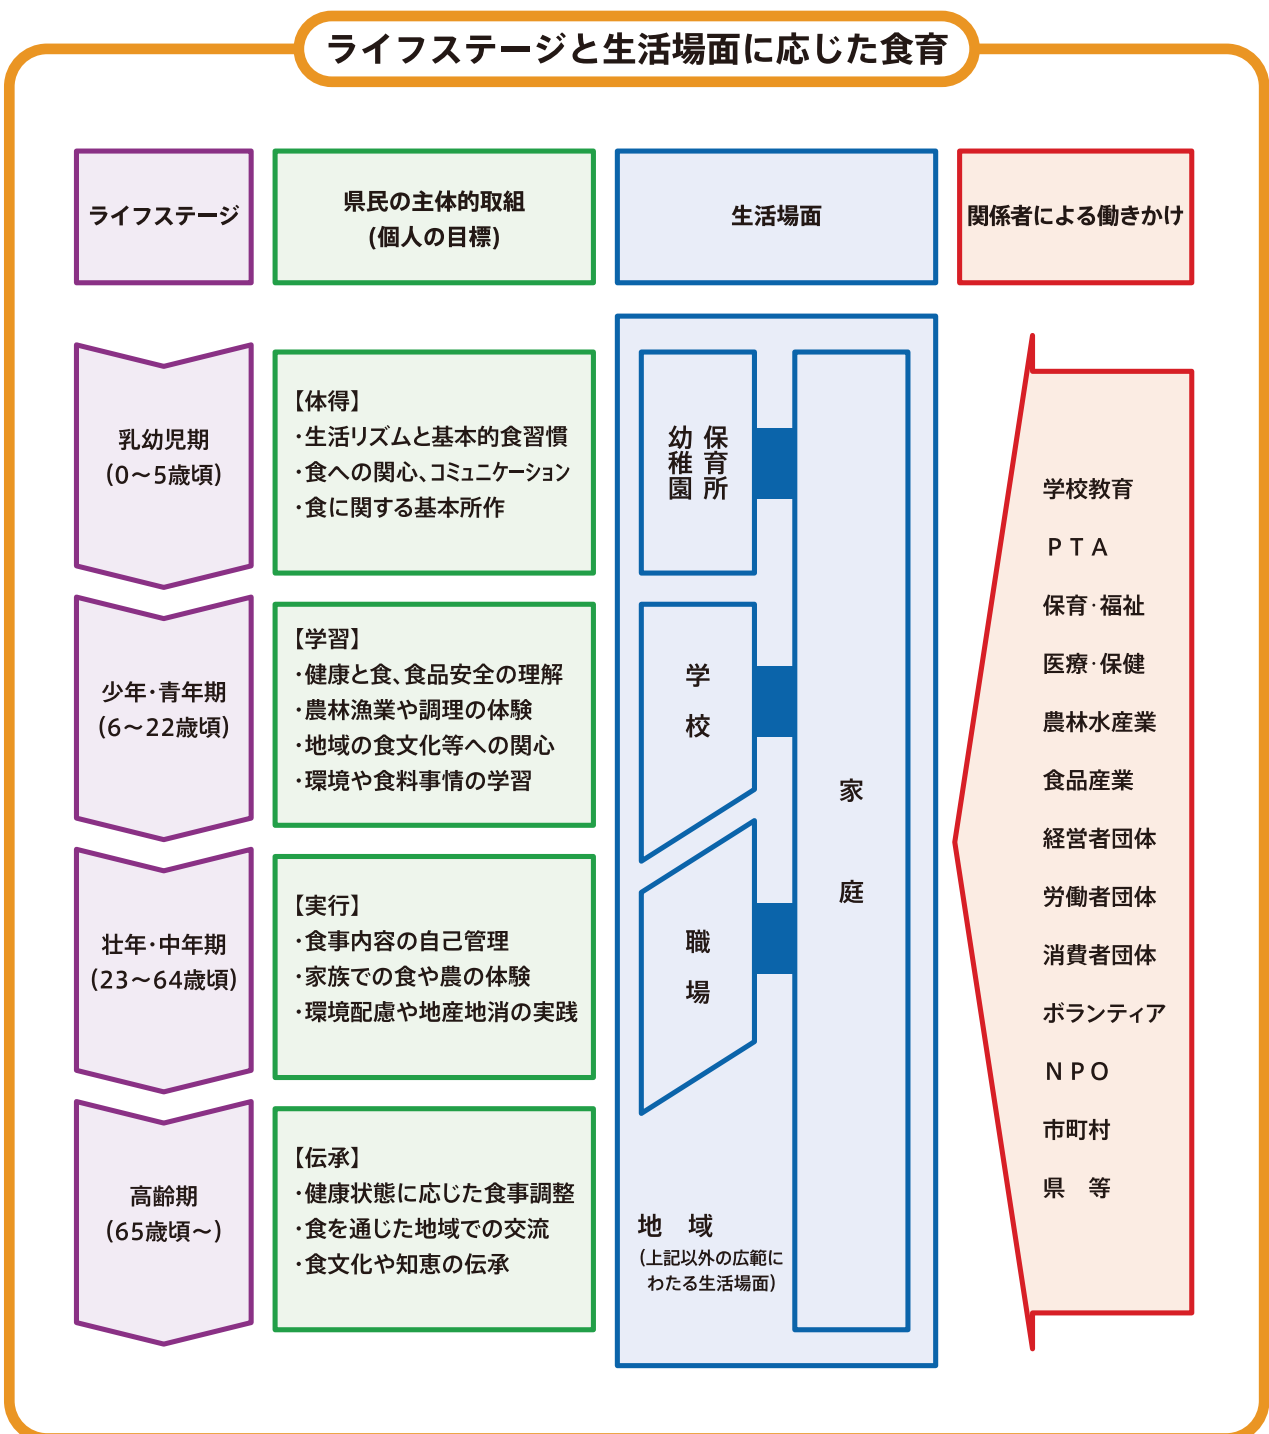 ライフステージと生活場面に応じた食育
ライフステージ
県民の主体的取組
(個人の目標)
生活場面
関係者による働きかけ
乳幼児期
(0～5歳頃)
【体得】
･生活リズムと基本的食習慣
･食への関心、コミュニケーション
･食に関する基本所作
少年･青年期
(6～22歳頃)
【学習】
･健康と食、食品安全の理解
･農林漁業や調理の体験
･地域の食文化等への関心
･環境や食料事情の学習
壮年･中年期
(23～64歳頃)
【実行】
･食事内容の自己管理
･家族での食や農の体験
･環境配慮や地産地消の実践
高齢期
(65歳頃～)
【伝承】
･健康状態に応じた食事調整
･食を通じた地域での交流
･食文化や知恵の伝承
保育所
幼稚園
学校
職場
地　域
(上記以外の広範に
わたる生活場面)
家庭
学校教育
ＰＴＡ
保育･福祉
医療･保健
農林水産業
食品産業
経営者団体
労働者団体
消費者団体
ボランティア
ＮＰＯ
市町村
県　等